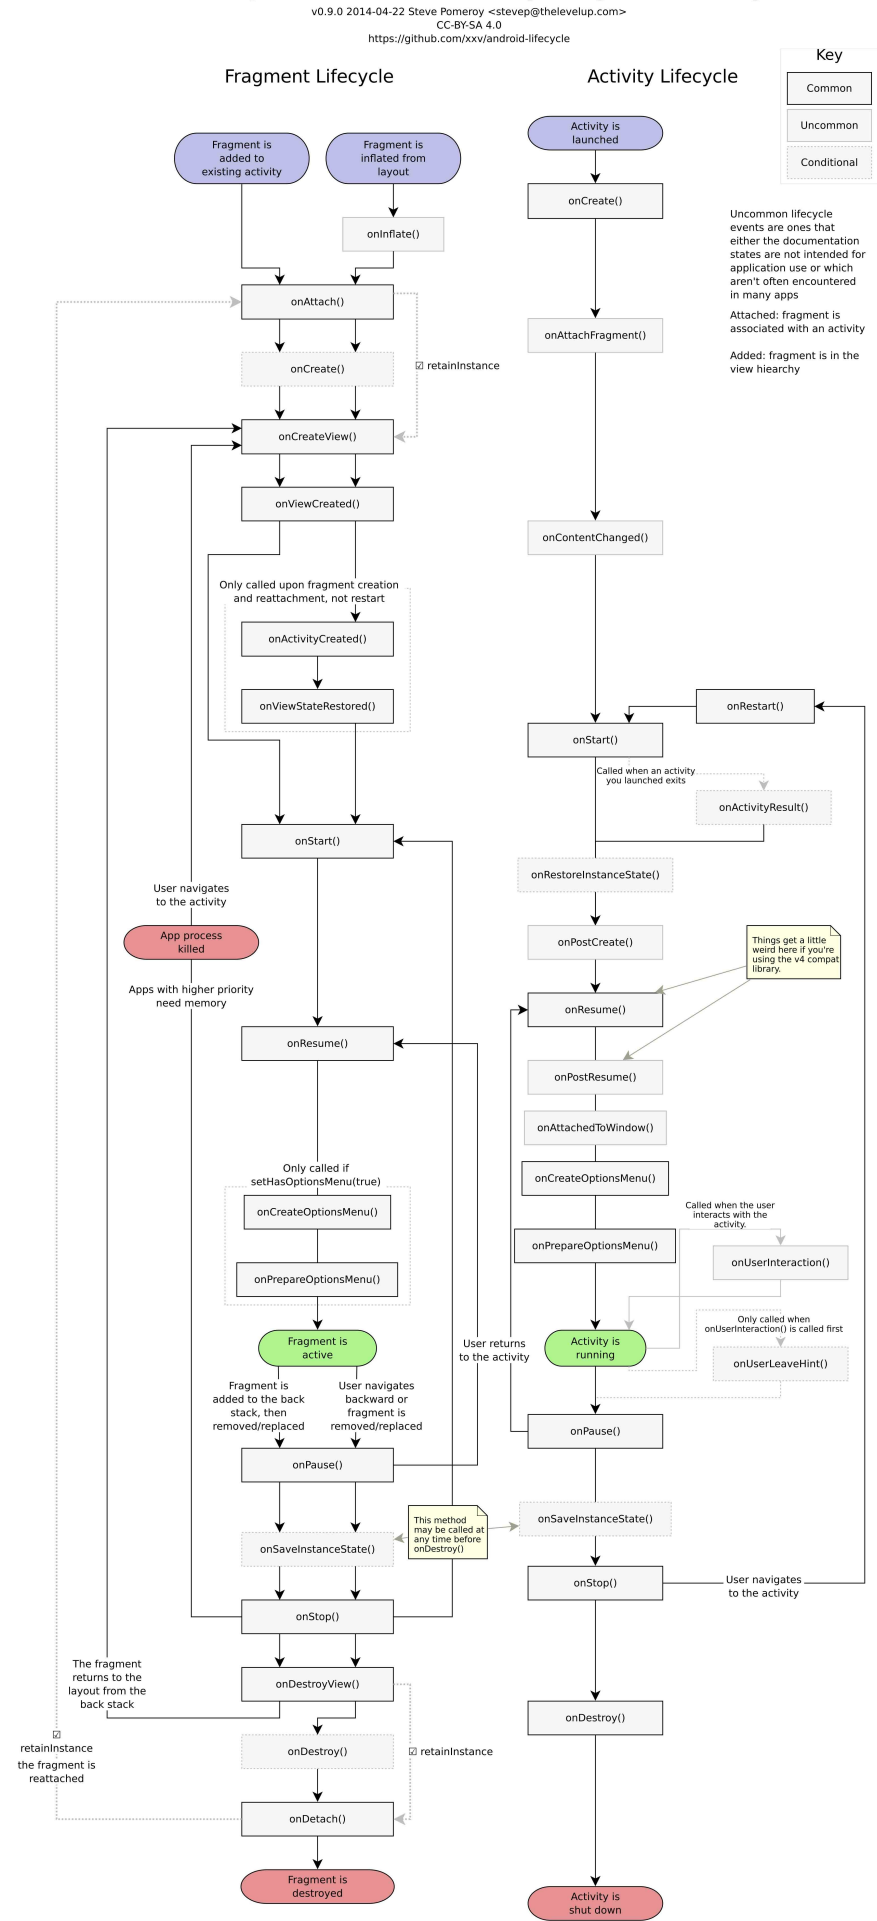 v0.9.0 2014-04-22 Steve Pomeroy <stevep@thelevelup.com>
CC-BY-SA 4.0
https://github.com/xxv/android-lifecycle
Fragment Lifecycle
Activity Lifecycle
Key
Common
Uncommon
Conditional
Uncommon lifecycle
events are ones that
either the documentation
states are not intended for
application use or which
aren't often encountered
in many apps
Attached: fragment is
associated with an activity
Added: fragment is in the
view hiearchy
Fragment is
added to
existing activity
Fragment is
inflated from
layout
onInflate()
onAttach()
onCreate()
☑ retainInstance
onCreateView()
onViewCreated()
Only called upon fragment creation
and reattachment, not restart
onActivityCreated()
onViewStateRestored()
onStart()
User navigates
to the activity
App process
killed
Apps with higher priority
need memory
onResume()
Only called if
setHasOptionsMenu(true)
onCreateOptionsMenu()
onPrepareOptionsMenu()
Fragment is
active
Fragment is
added to the back
stack, then
removed/replaced
User navigates
backward or
fragment is
removed/replaced
User returns
to the activity
onPause()
onSaveInstanceState()
This method
may be called at
any time before
onDestroy()
onStop()
onDestroyView()
The fragment
returns to the
layout from the
back stack
☑
retainInstance
the fragment is
reattached
onDestroy()
☑ retainInstance
onDetach()
Fragment is
destroyed
Activity is
launched
onCreate()
onAttachFragment()
onContentChanged()
onRestart()
onStart()
Called when an activity
you launched exits
onActivityResult()
onRestoreInstanceState()
onPostCreate()
Things get a little
weird here if you're
using the v4 compat
library.
onResume()
onPostResume()
onAttachedToWindow()
onCreateOptionsMenu()
onPrepareOptionsMenu()
Called when the user
interacts with the
activity.
onUserInteraction()
Only called when
onUserInteraction() is called first
onUserLeaveHint()
Activity is
running
onPause()
onSaveInstanceState()
onStop()
User navigates
to the activity
onDestroy()
Activity is
shut down